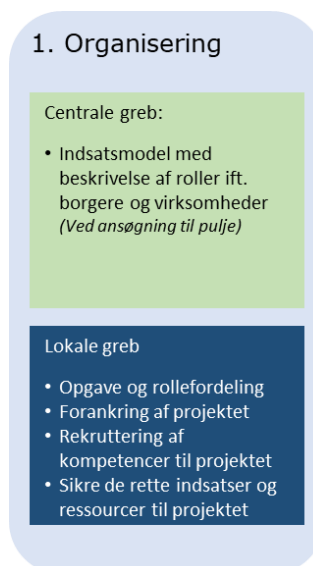 1. Organisering
Centrale greb:
• Indsatsmodel med
beskrivelse af roller ift.
borgere og virksomheder
(Ved ansøgning til pulje)
Lokale greb
• Opgave og rollefordeling
• Forankring af projektet
• Rekruttering af
kompetencer til projektet
• Sikre de rette indsatser og
ressourcer til projektet